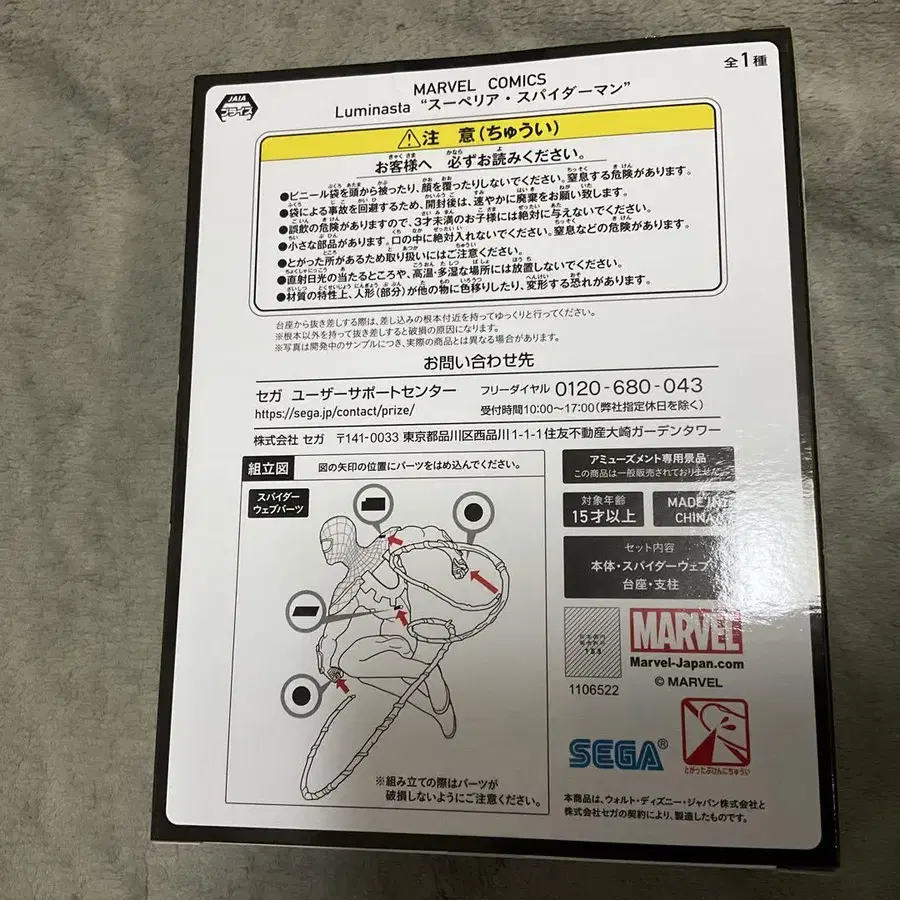 全1種
JAIA
プライズ
MARVEL COMICS
Luminasta “スーペリア・スパイダーマン”
注 意(ちゅうい)
お客様へ 必ずお読みください。
●ビニール袋を頭から被ったり、顔を覆ったりしないでください。窒息する危険があります。
●袋による事故を回避するため、開封後は、速やかに廃棄をお願い致します。
●誤飲の危険がありますので、3才未満のお子様には絶対に与えないでください。
●小さな部品があります。口の中に絶対入れないでください。窒息などの危険があります。
●とがった所があるため取り扱いにはご注意ください。
●直射日光の当たるところや、高温・多湿な場所には放置しないでください。
●材質の特性上、人形(部分)が他の物に色移りしたり、変形する恐れがあります。
台座から抜き差しする際は、差し込みの根本付近を持ってゆっくりと行ってください。
※根本以外を持って抜き差しすると破損の原因になります。
※写真は開発中のサンプルにつき、実際の商品とは異なる場合があります。
お問い合わせ先
セガ ユーザーサポートセンター フリーダイヤル 0120-680-043
https://sega.jp/contact/prize/ 受付時間10:00～17:00(弊社指定休日を除く)
株式会社 セガ 〒141-0033 東京都品川区西品川1-1-1住友不動産大崎ガーデンタワー
組立図 図の矢印の位置にパーツをはめ込んでください。
スパイダー
ウェブパーツ
※組み立ての際はパーツが
破損しないようにご注意ください。
アミューズメント専用景品
この商品は一般販売されておりません。
対象年齢
15才以上
MADE IN
CHINA
セット内容
本体・スパイダーウェブ
台座・支柱
MARVEL
Marvel-Japan.com
© MARVEL
1106522
SEGA®
とがったぶひんにちゅうい
本商品は、ウォルト・ディズニー・ジャパン株式会社と
株式会社セガの契約により、製造したものです。